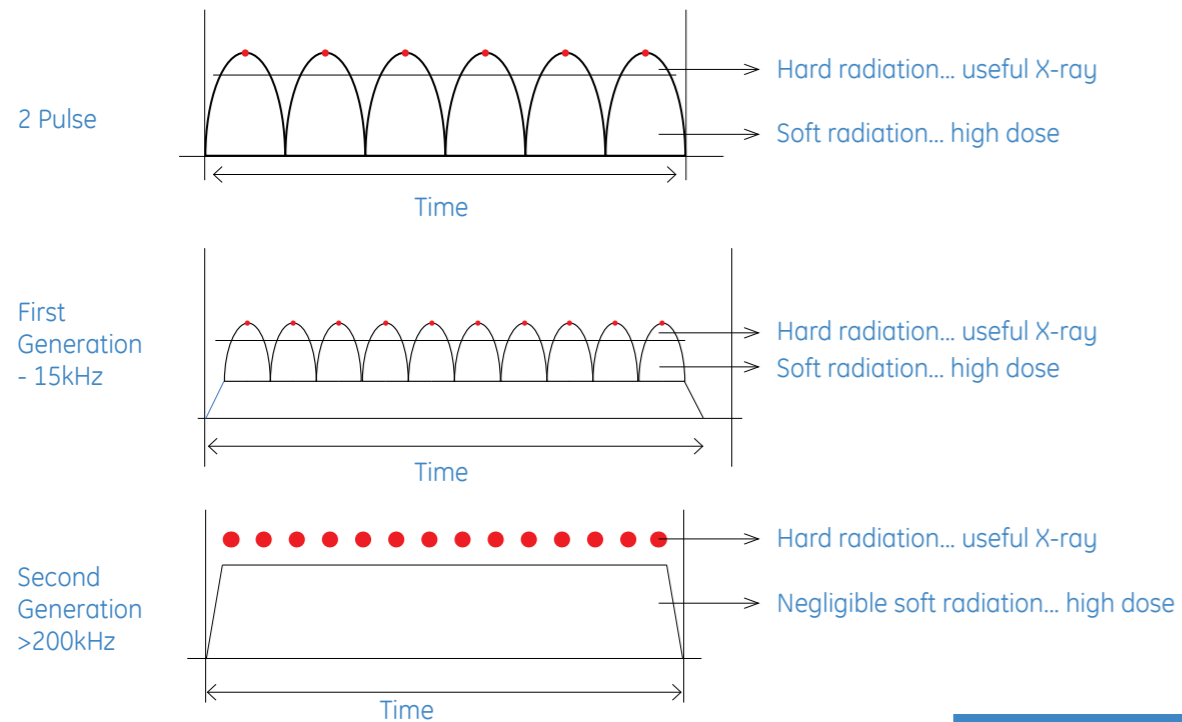 2 Pulse
Hard radiation... useful X-ray
Soft radiation... high dose
Time
First
Generation
- 15kHz
Hard radiation... useful X-ray
Soft radiation... high dose
Time
Second
Generation
>200kHz
Hard radiation... useful X-ray
Negligible soft radiation... high dose
Time